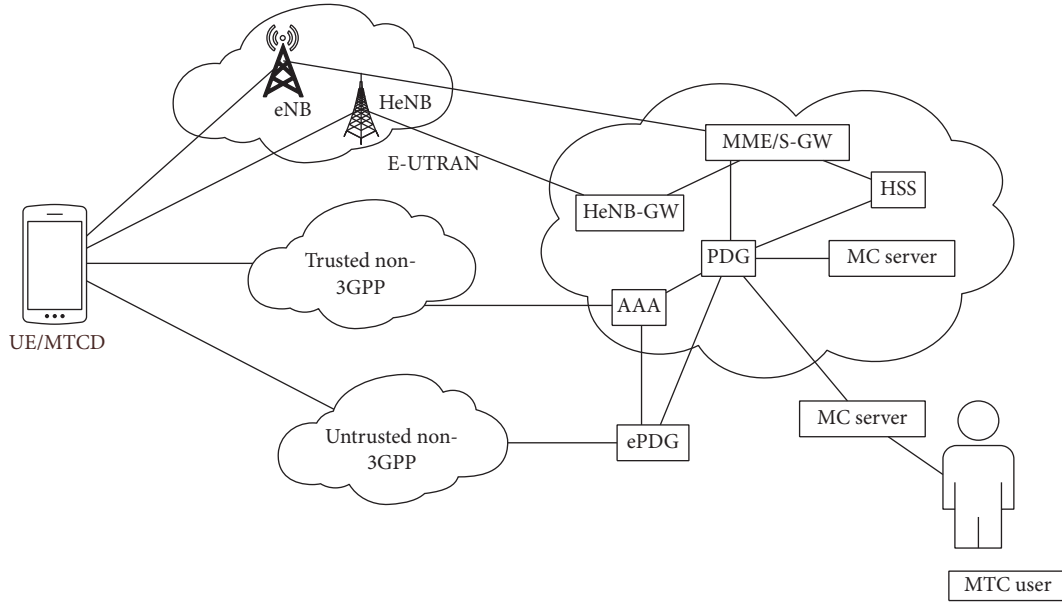 eNB
HeNB
E-UTRAN
MME/S-GW
HSS
HeNB-GW
PDG
MC server
Trusted non-
3GPP
AAA
UE/MTCD
MC server
Untrusted non-
3GPP
ePDG
MTC user